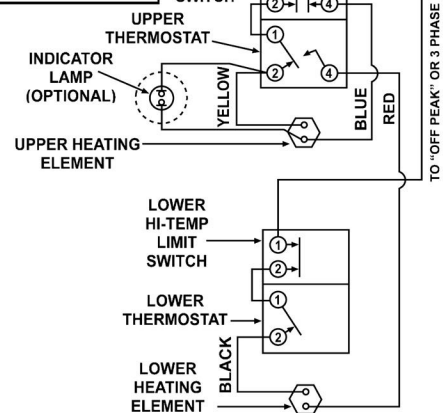 SWITCH
2 4
UPPER
THERMOSTAT
1
2 4
INDICATOR
LAMP
(OPTIONAL)
YELLOW
BLUE
RED
TO "OFF PEAK" OR 3 PHASE
UPPER HEATING
ELEMENT
LOWER
HI-TEMP
LIMIT
SWITCH
1
2
LOWER
THERMOSTAT
1
2
BLACK
LOWER
HEATING
ELEMENT